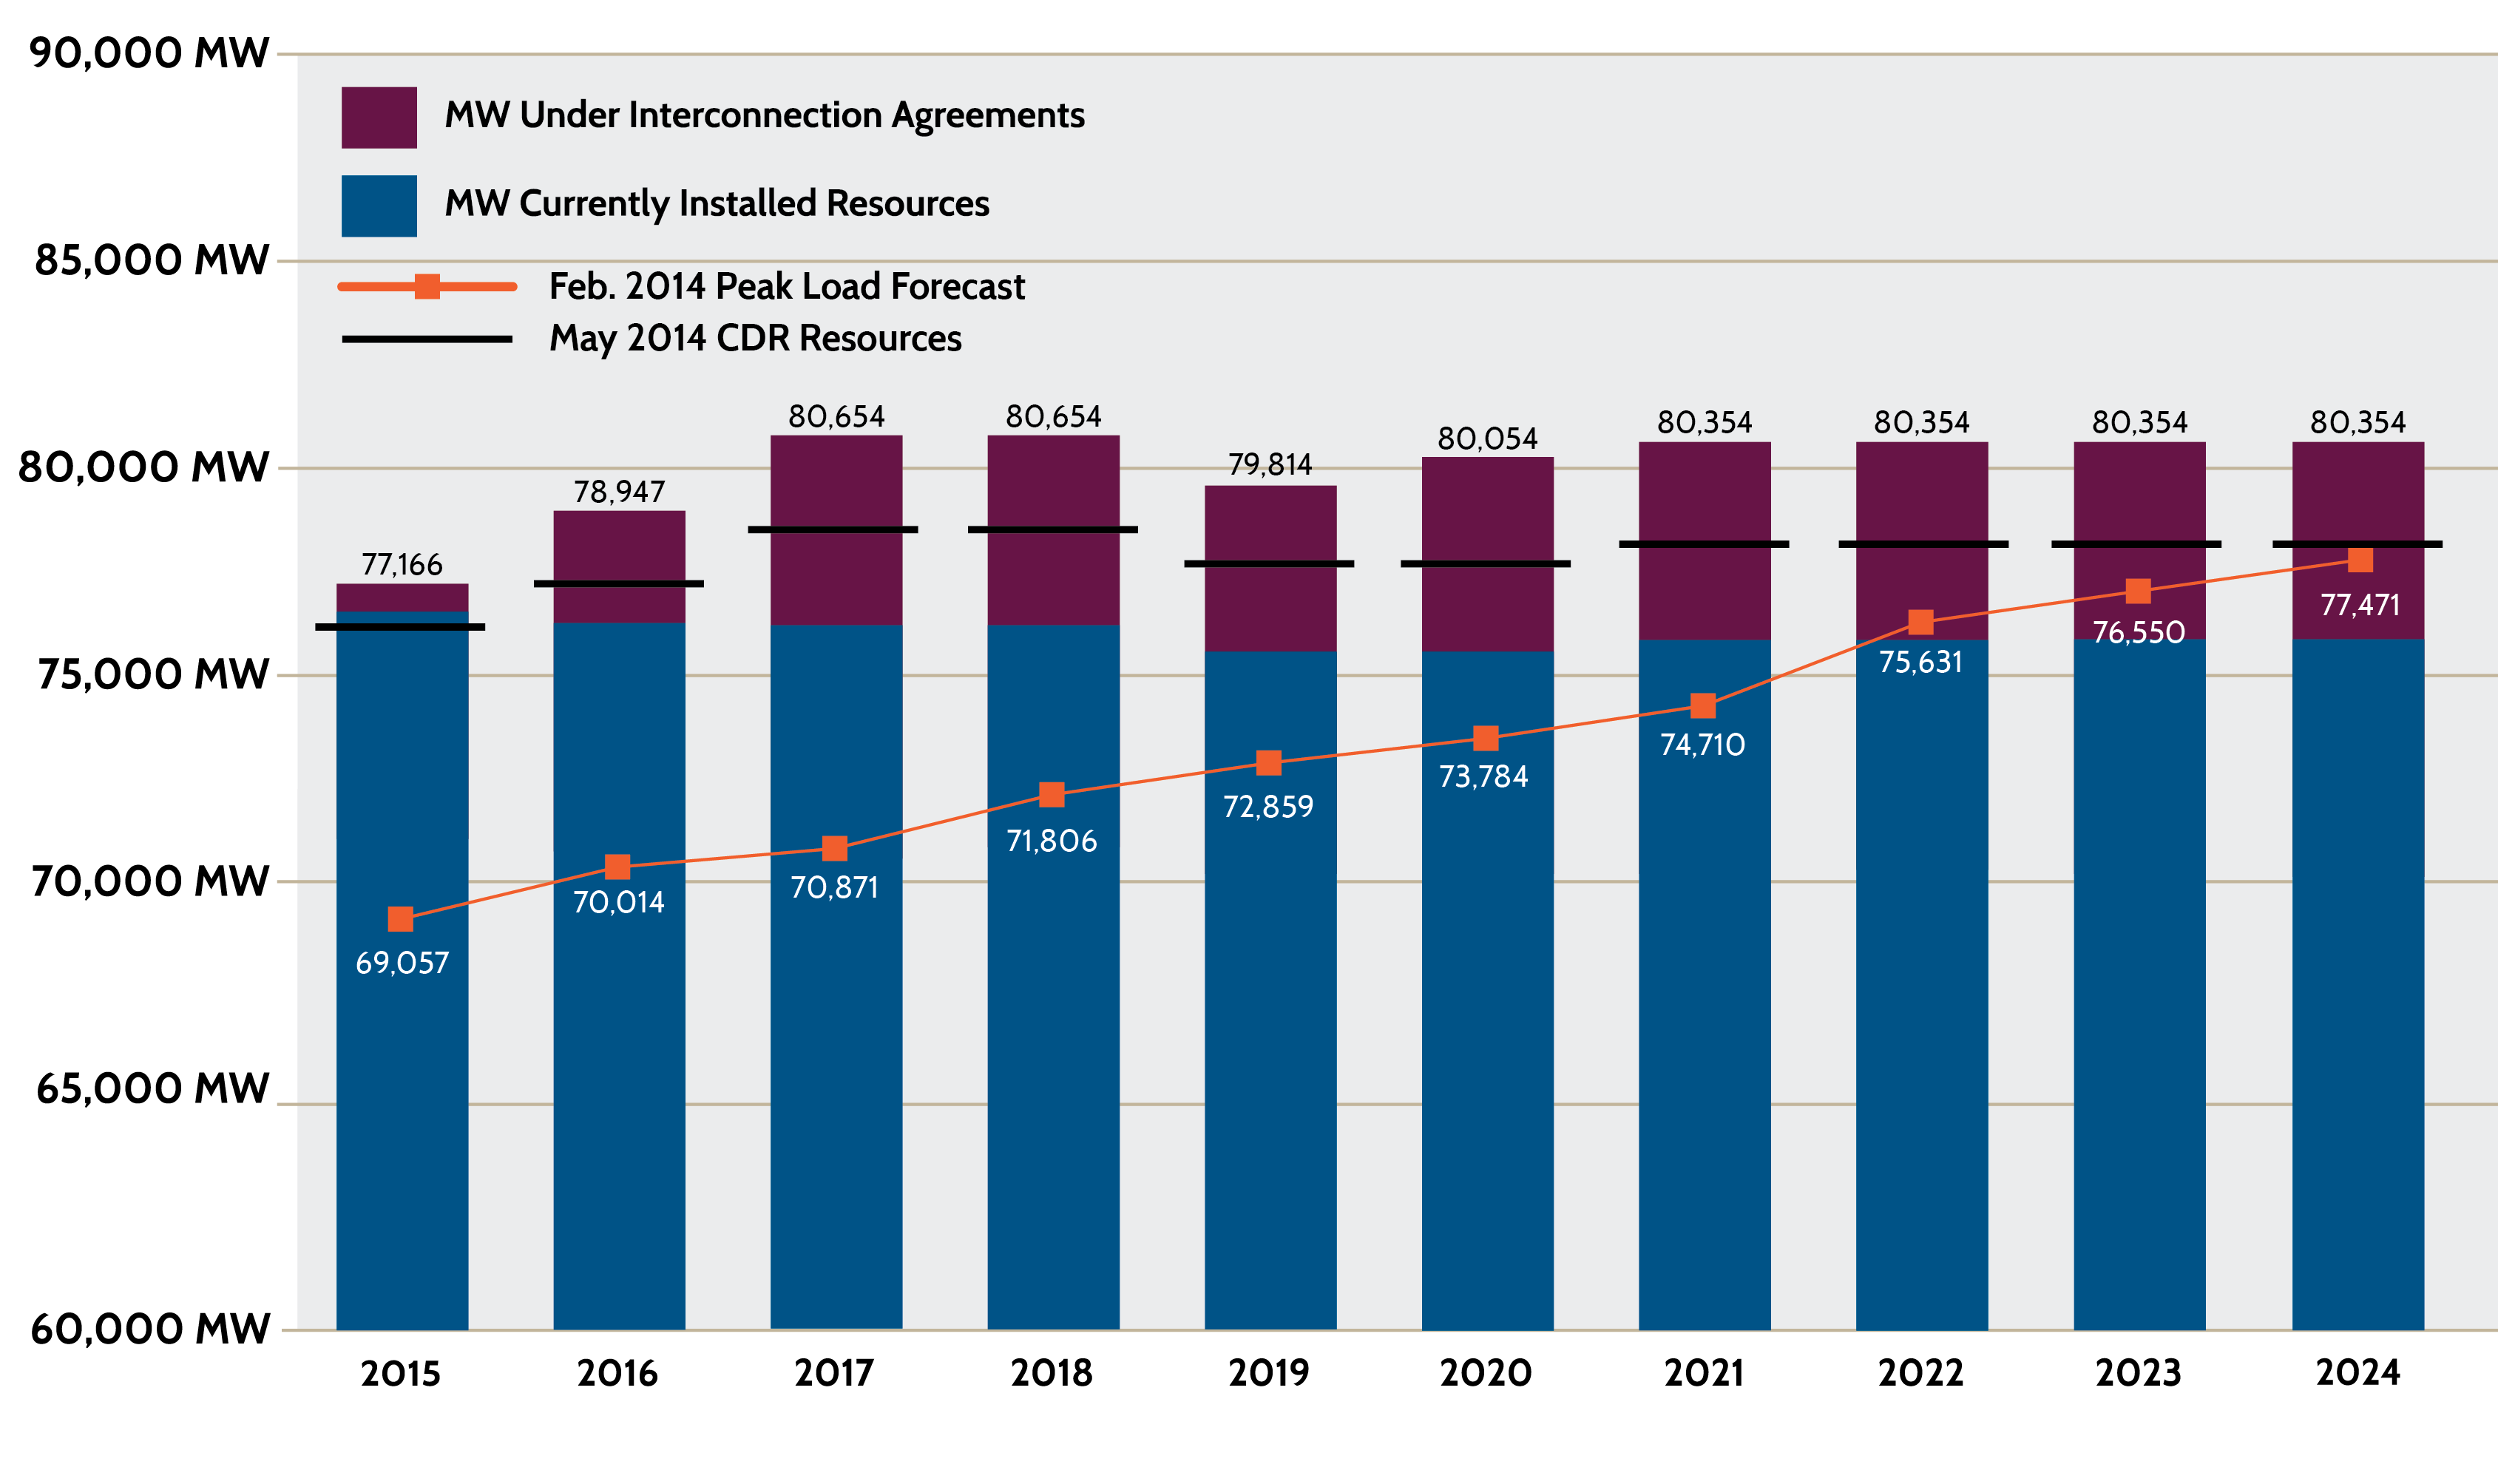 90,000 MW
MW Under Interconnection Agreements
MW Currently Installed Resources
85,000 MW
Feb. 2014 Peak Load Forecast
May 2014 CDR Resources
80,654 80,654 80,354 80,354 80,354 80,354
80,054
80,000 MW 79,814
78,947
77,166
77,471
76,550
75,631
75,000 MW
74,710
73,784
72,859
71,806
70,000 MW 70,871
70,014
69,057
65,000 MW
60,000 MW
2015 2016 2017 2018 2019 2020 2021 2022 2023 2024